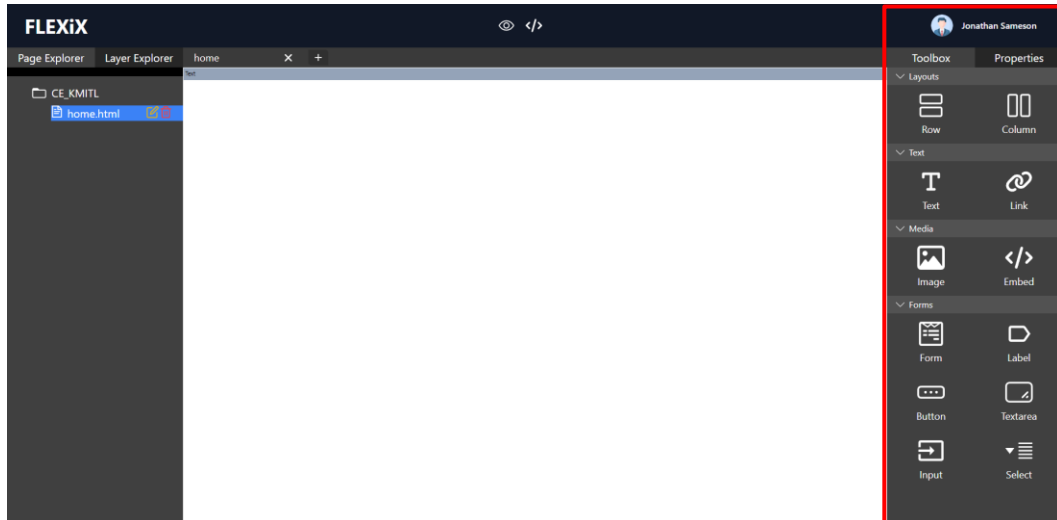 FLEXiX
Jonathan Sameson
Page Explorer Layer Explorer home Toolbox Properties
Text
Layouts
CE_KMITL
home.html
Row Column
Text
Text Link
Media
Image Embed
Forms
Form Label
Button Textarea
Input Select